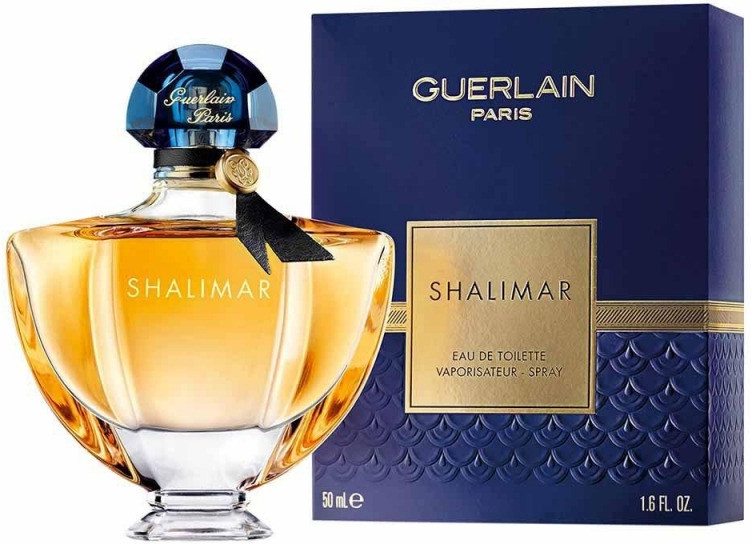 Guerlain
Paris
SHALIMAR
GUERLAIN
PARIS
SHALIMAR
EAU DE TOILETTE
VAPORISATEUR - SPRAY
50 mL e
1.6 FL. OZ.